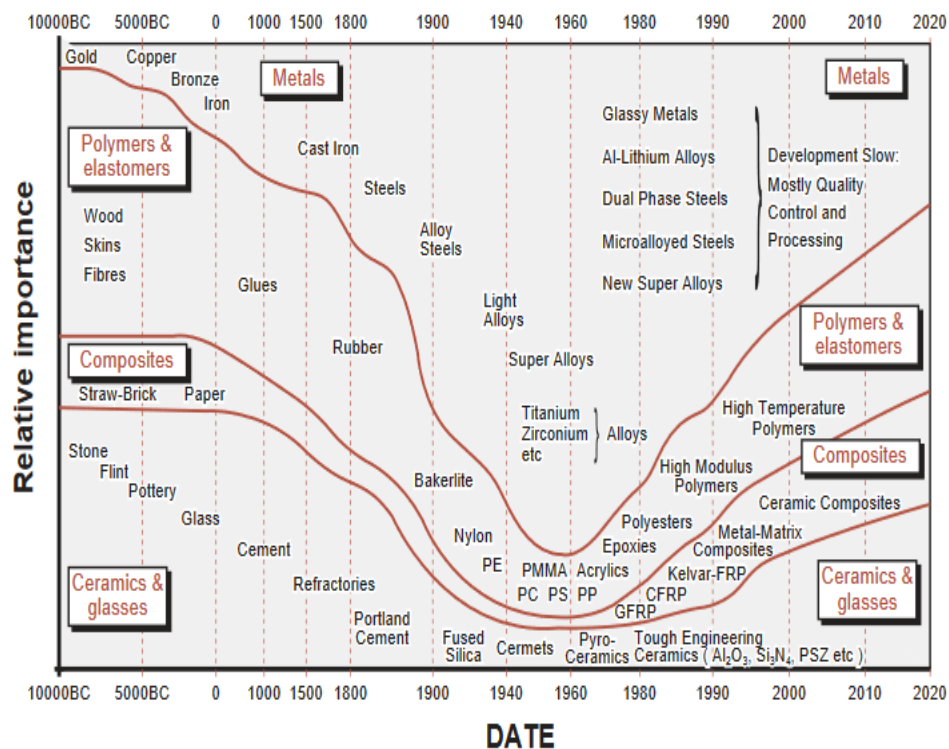 10000BC 5000BC 0 1000 1500 1800 1900 1940 1960 1980 1990 2000 2010 2020
Gold
Copper
Bronze
Iron
Metals
Metals
Polymers &
elastomers
Cast Iron
Steels
Alloy
Steels
Glassy Metals
Al-Lithium Alloys
Dual Phase Steels
Microalloyed Steels
New Super Alloys
Development Slow:
Mostly Quality
Control and
Processing
Wood
Skins
Fibres
Glues
Light
Alloys
Rubber
Super Alloys
Polymers &
elastomers
Composites
Straw-Brick
Paper
Titanium
Zirconium
etc
Alloys
High Temperature
Polymers
Composites
Stone
Flint
Pottery
Glass
Bakerlite
High Modulus
Polymers
Ceramic Composites
Cement
Nylon
PE
Polyesters
Epoxies
Metal-Matrix
Composites
Refractories
PMMA
Acrylics
PC PS PP
Kelvar-FRP
CFRP
GFRP
Ceramics &
glasses
Ceramics &
glasses
Portland
Cement
Fused
Silica
Cermets
Pyro-
Ceramics
Tough Engineering
Ceramics ( Al₂O₃, Si₃N₄, PSZ etc )
10000BC 5000BC 0 1000 1500 1800 1900 1940 1960 1980 1990 2000 2010 2020
Relative importance
DATE